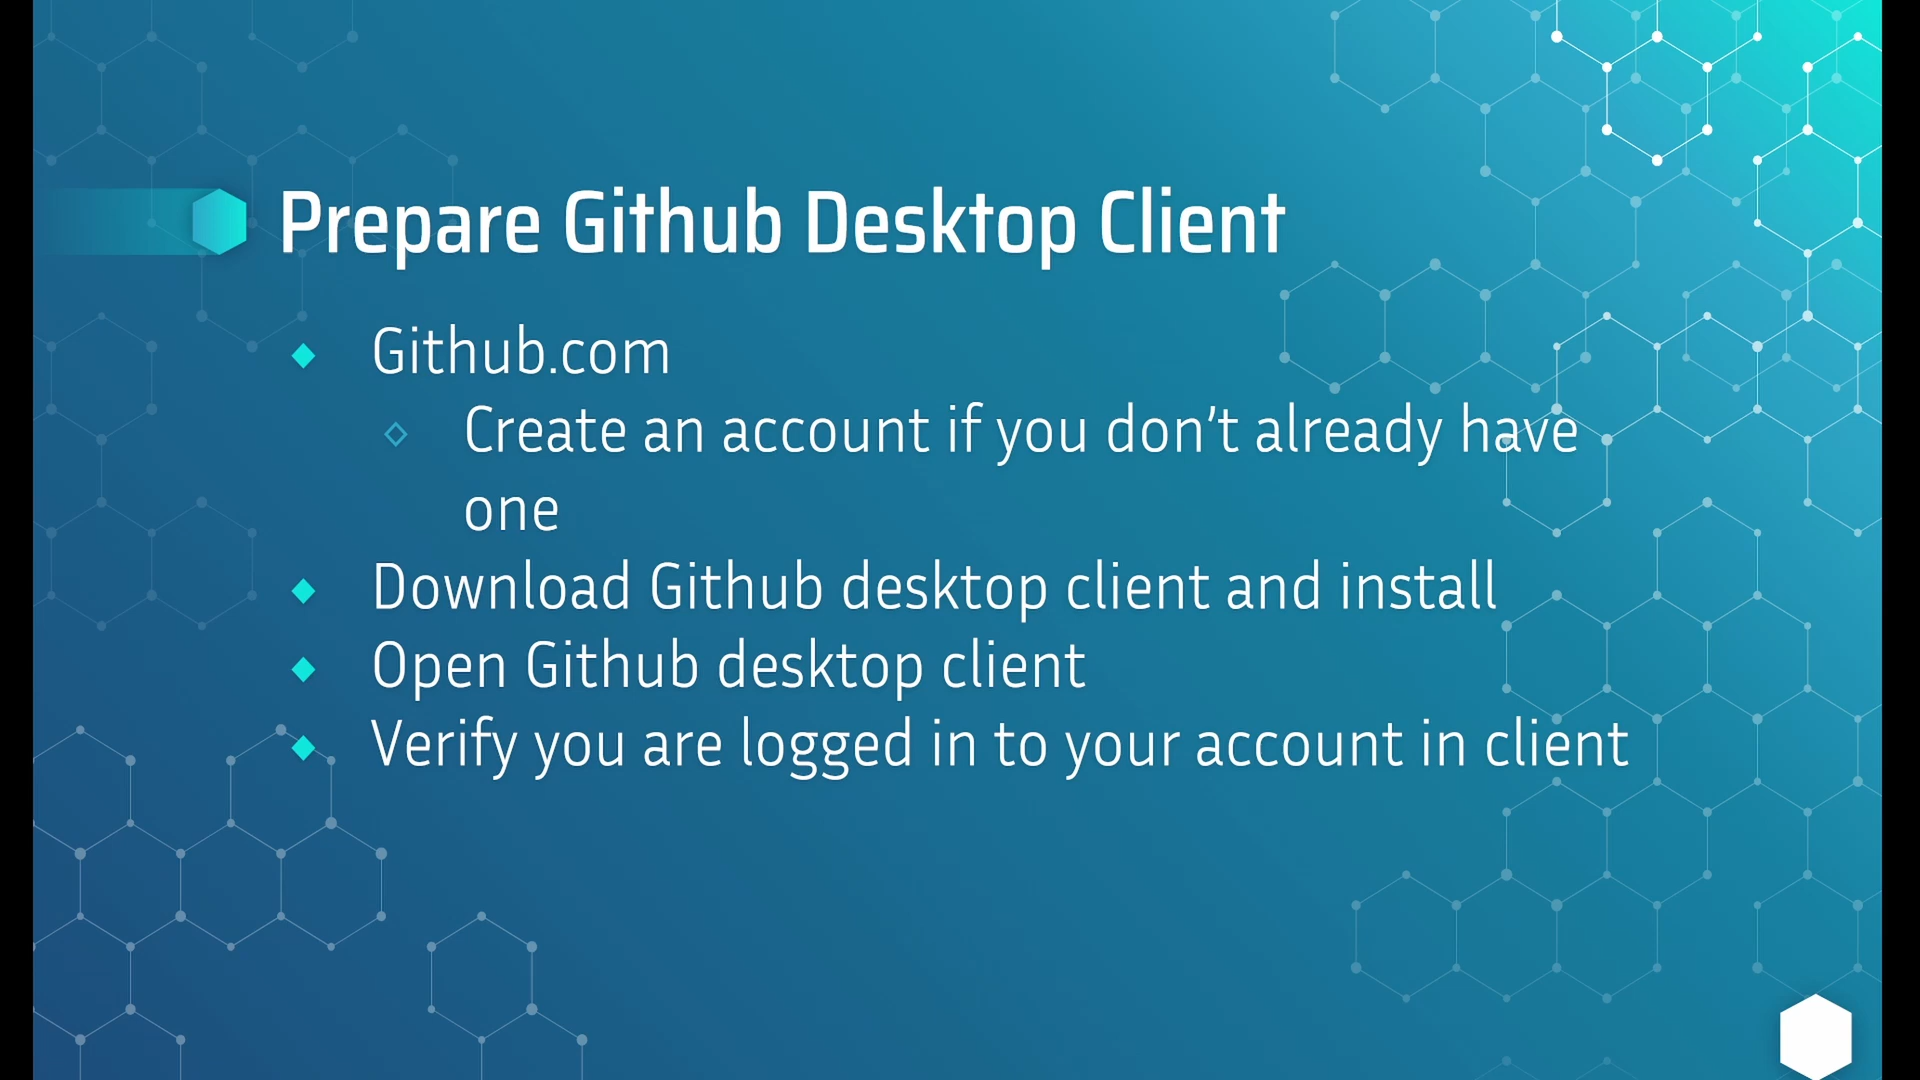 Prepare Github Desktop Client
Github.com
Create an account if you don’t already have
one
Download Github desktop client and install
Open Github desktop client
Verify you are logged in to your account in client